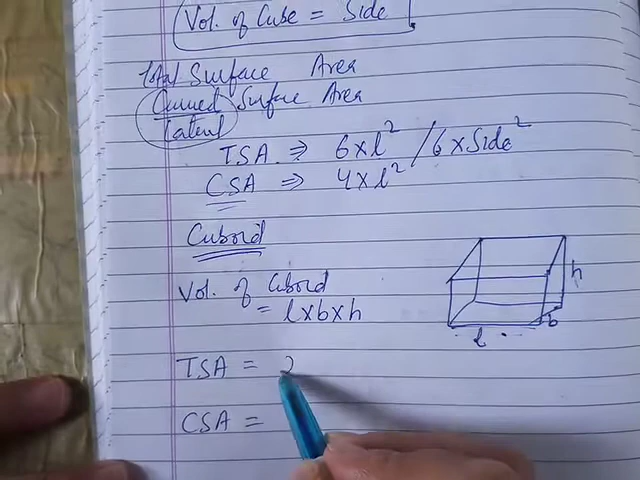 Vol. of Cube = Side
Total Surface Area
Curved Surface Area
Lateral
TSA ⇒ 6×l² / 6×Side²
CSA ⇒ 4×l²
Cuboid
Vol. of Cuboid
= l×b×h
h
b
l
TSA = 2
CSA =